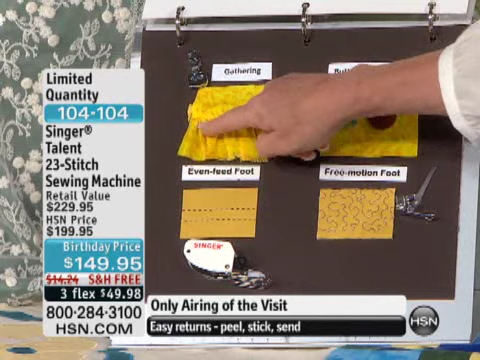 Limited
Quantity
104-104
Singer®
Talent
23-Stitch
Sewing Machine
Retail Value
$229.95
HSN Price
$199.95
Birthday Price
$149.95
$14.24 S&H FREE
3 flex $49.98
800·284·3100
HSN.COM
Gathering
Even-feed Foot
Free-motion Foot
SINGER
Only Airing of the Visit
Easy returns - peel, stick, send
HSN